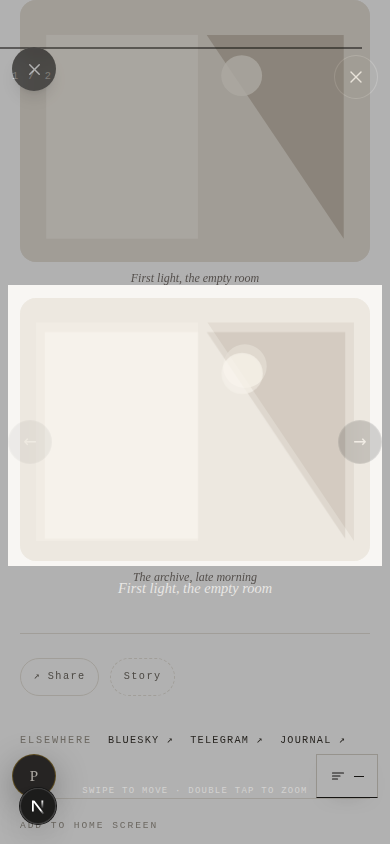 1 / 2
First light, the empty room
The archive, late morning
First light, the empty room
↗ Share
Story
ELSEWHERE BLUESKY ↗ TELEGRAM ↗ JOURNAL ↗
P
N
SWIPE TO MOVE · DOUBLE TAP TO ZOOM
ADD TO HOME SCREEN